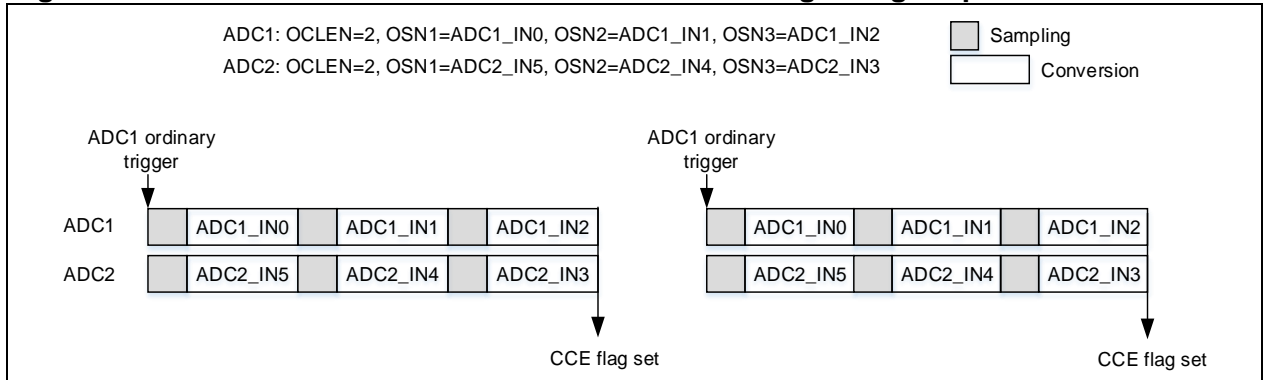 ADC1: OCLEN=2, OSN1=ADC1_IN0, OSN2=ADC1_IN1, OSN3=ADC1_IN2
Sampling
ADC2: OCLEN=2, OSN1=ADC2_IN5, OSN2=ADC2_IN4, OSN3=ADC2_IN3
Conversion
ADC1 ordinary
trigger
ADC1 ordinary
trigger
ADC1 ADC1_IN0 ADC1_IN1 ADC1_IN2 ADC1_IN0 ADC1_IN1 ADC1_IN2
ADC2 ADC2_IN5 ADC2_IN4 ADC2_IN3 ADC2_IN5 ADC2_IN4 ADC2_IN3
CCE flag set
CCE flag set